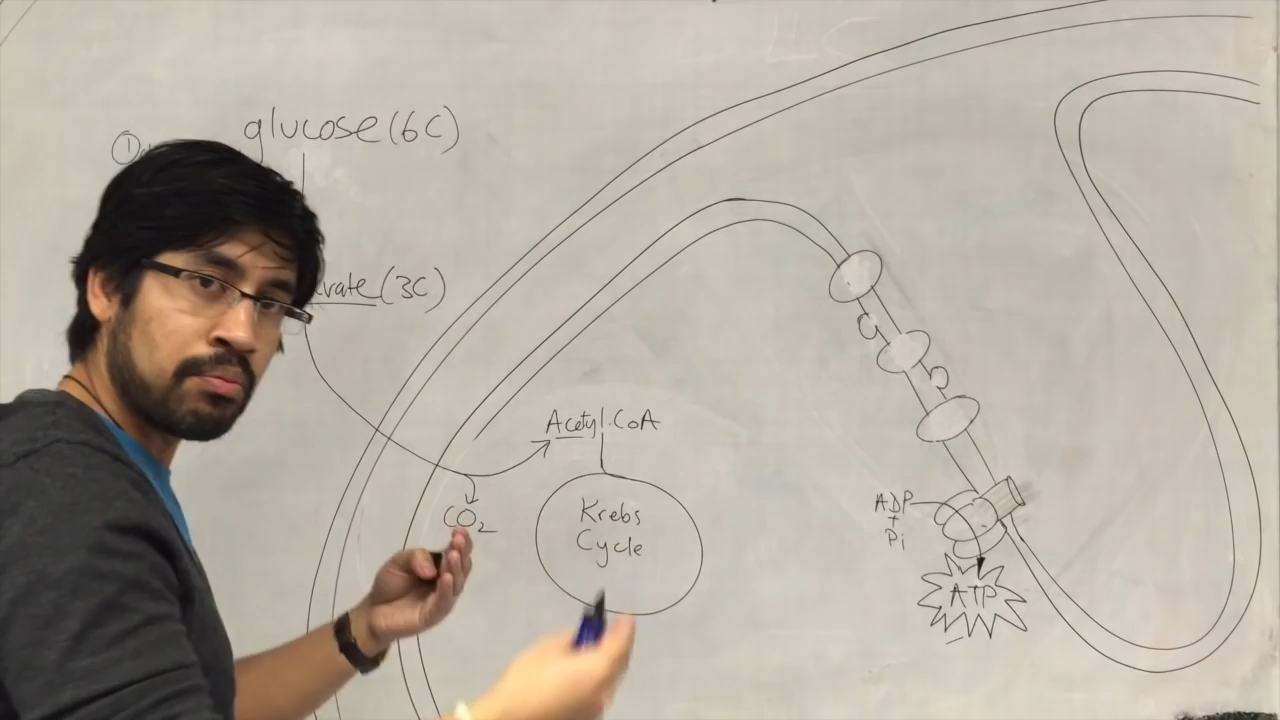 glucose (6C)
(3C)
Acetyl.CoA
CO2
Krebs
Cycle
ADP
+
Pi
ATP